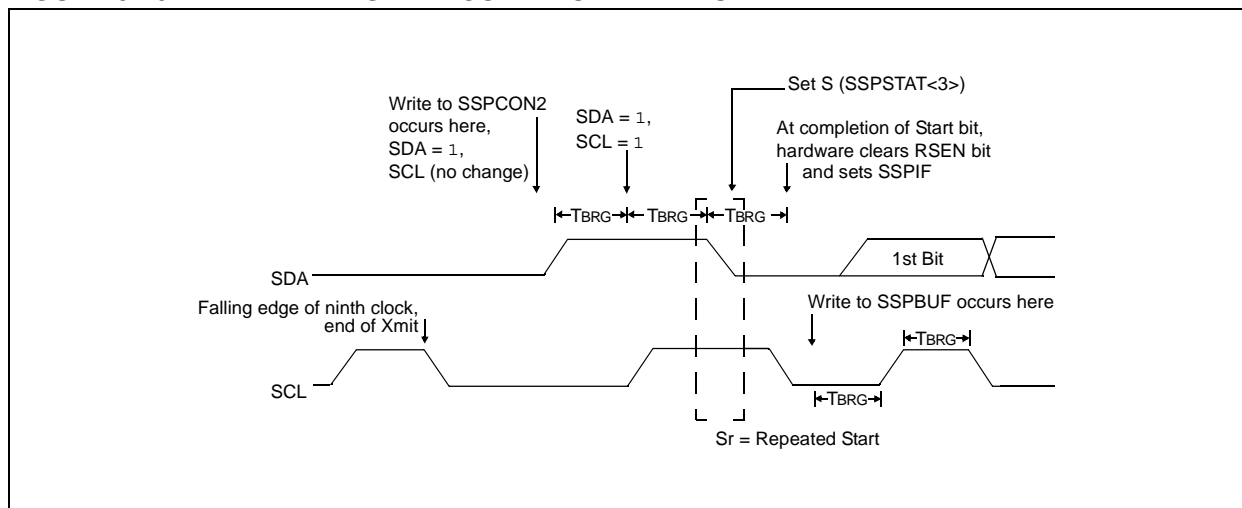 Set S (SSPSTAT<3>)
Write to SSPCON2
occurs here,
SDA = 1,
SCL (no change)
SDA = 1,
SCL = 1
At completion of Start bit,
hardware clears RSEN bit
and sets SSPIF
TBRG
TBRG
TBRG
SDA
1st Bit
Falling edge of ninth clock,
end of Xmit
Write to SSPBUF occurs here
TBRG
SCL
TBRG
Sr = Repeated Start